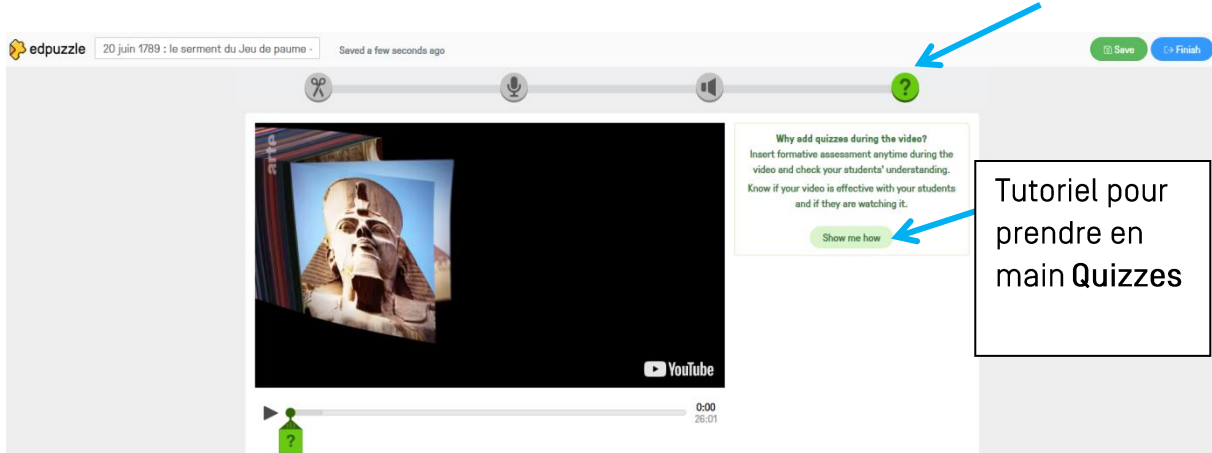 edpuzzle
20 juin 1789 : le serment du Jeu de paume -
Saved a few seconds ago
Save
Finish
?
arte
YouTube
Why add quizzes during the video?
Insert formative assessment anytime during the
video and check your students' understanding.
Know if your video is effective with your students
and if they are watching it.
Show me how
Tutoriel pour
prendre en
main Quizzes
0:00
26:01
?